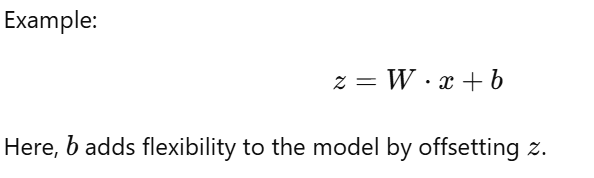 Example:
z = W · x + b
Here, b adds flexibility to the model by offsetting z.